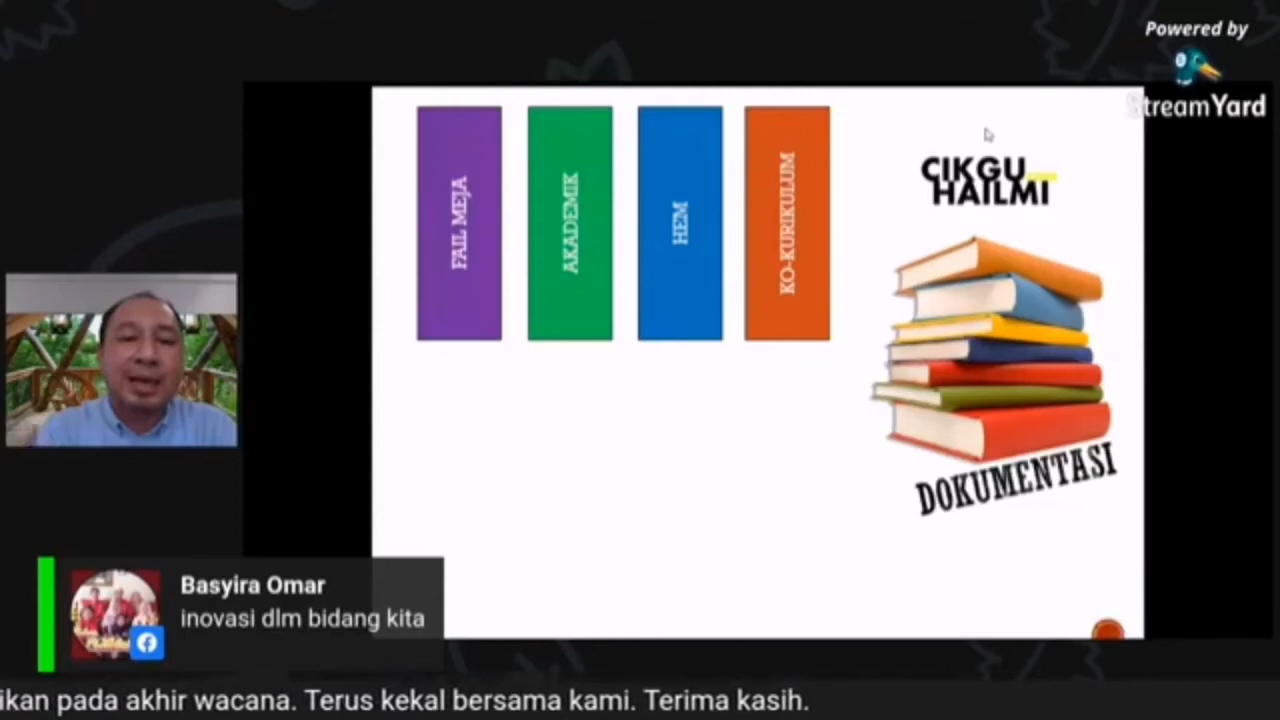 Powered by
StreamYard
FAIL MEJA
AKADEMIK
HEM
KO-KURIKULUM
CIKGU
HAILMI
DOKUMENTASI
Basyira Omar
inovasi dlm bidang kita
ikan pada akhir wacana. Terus kekal bersama kami. Terima kasih.